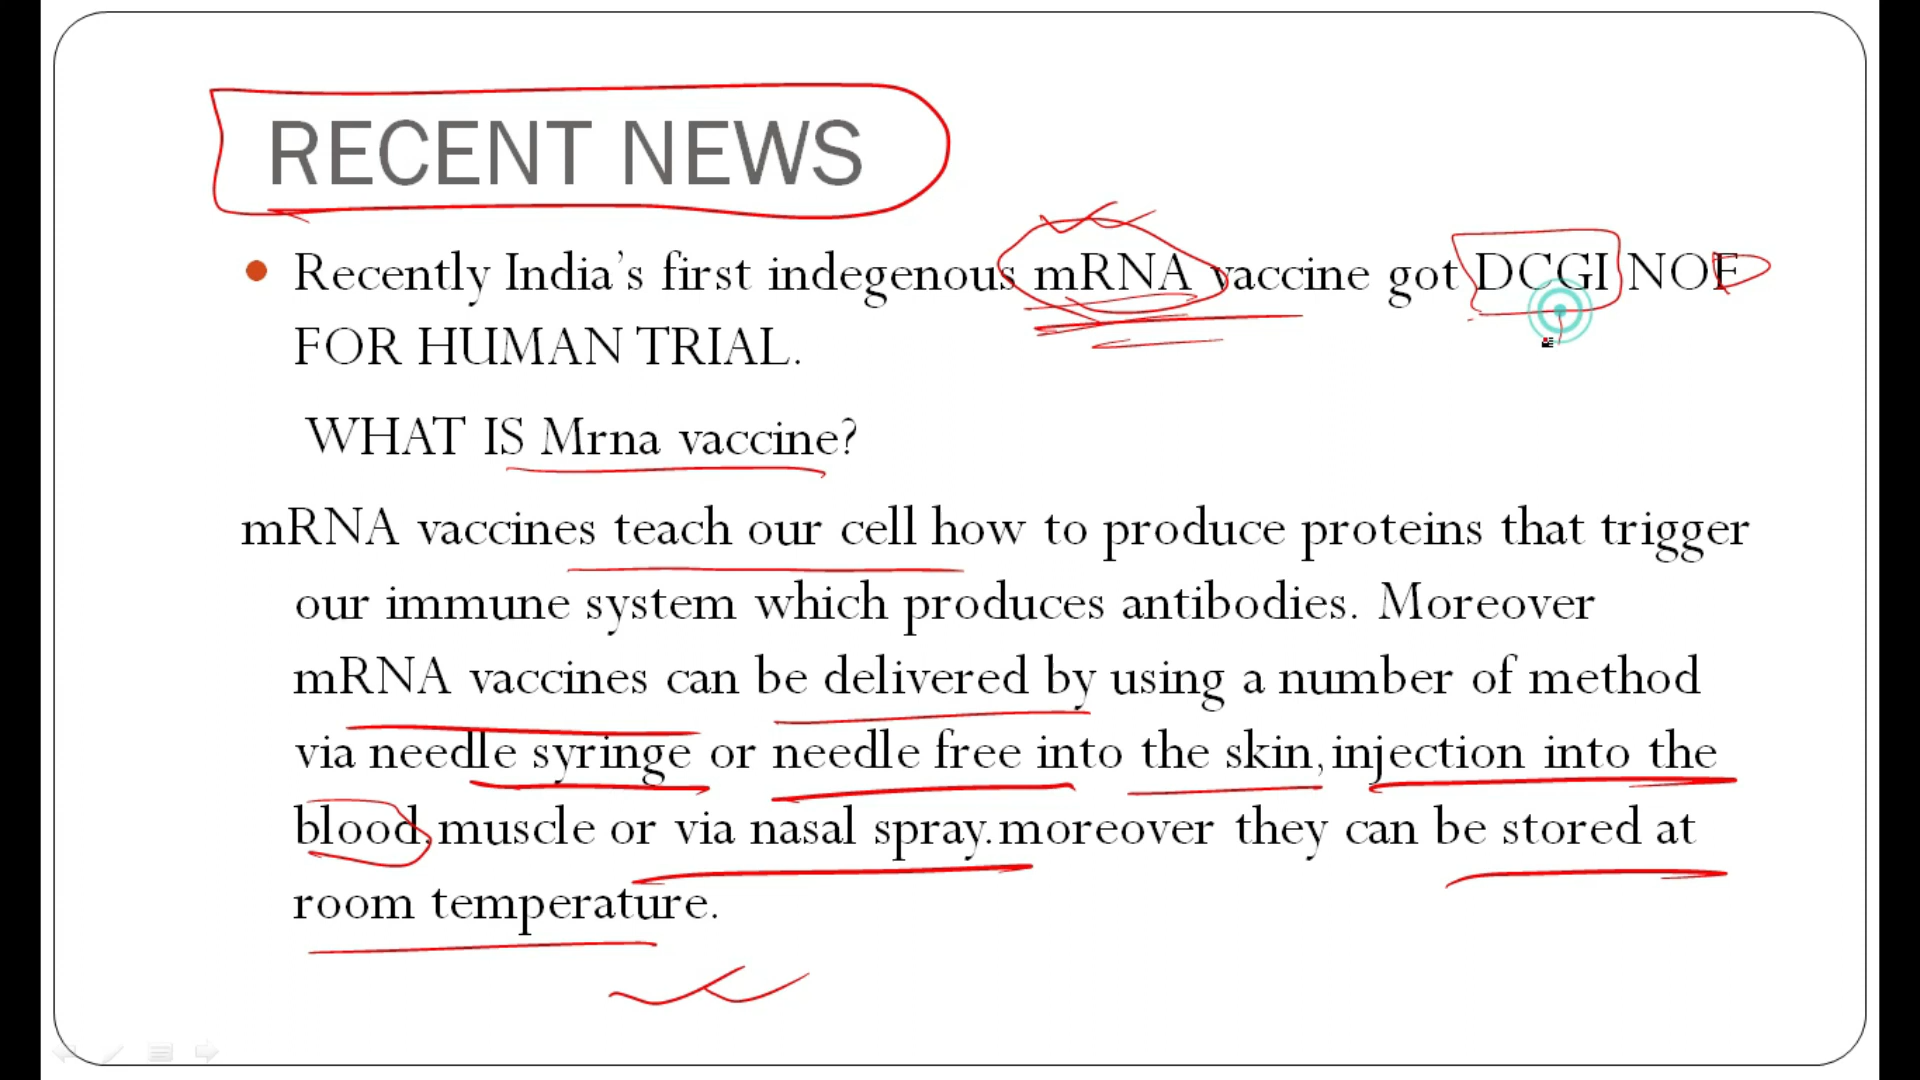 RECENT NEWS
Recently India's first indegenous mRNA vaccine got DCGI NOF
FOR HUMAN TRIAL.
WHAT IS Mrna vaccine?
mRNA vaccines teach our cell how to produce proteins that trigger
our immune system which produces antibodies. Moreover
mRNA vaccines can be delivered by using a number of method
via needle syringe or needle free into the skin,injection into the
blood,muscle or via nasal spray.moreover they can be stored at
room temperature.